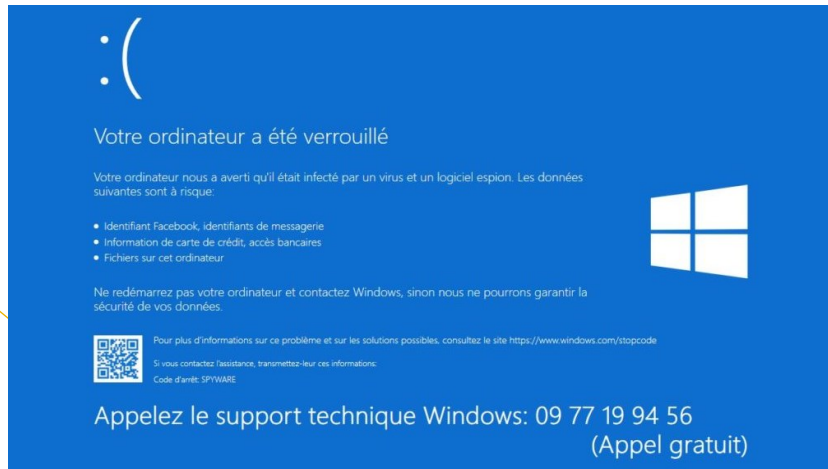 :(
Votre ordinateur a été verrouillé
Votre ordinateur nous a averti qu'il était infecté par un virus et un logiciel espion. Les données
suivantes sont à risque:
• Identifiant Facebook, identifiants de messagerie
• Information de carte de crédit, accès bancaires
• Fichiers sur cet ordinateur
Ne redémarrez pas votre ordinateur et contactez Windows, sinon nous ne pourrons garantir la
sécurité de vos données.
Pour plus d'informations sur ce problème et sur les solutions possibles, consultez le site https://www.windows.com/stopcode
Si vous contactez l'assistance, transmettez-leur ces informations:
Code d'arrêt: SPYWARE
Appelez le support technique Windows: 09 77 19 94 56
(Appel gratuit)